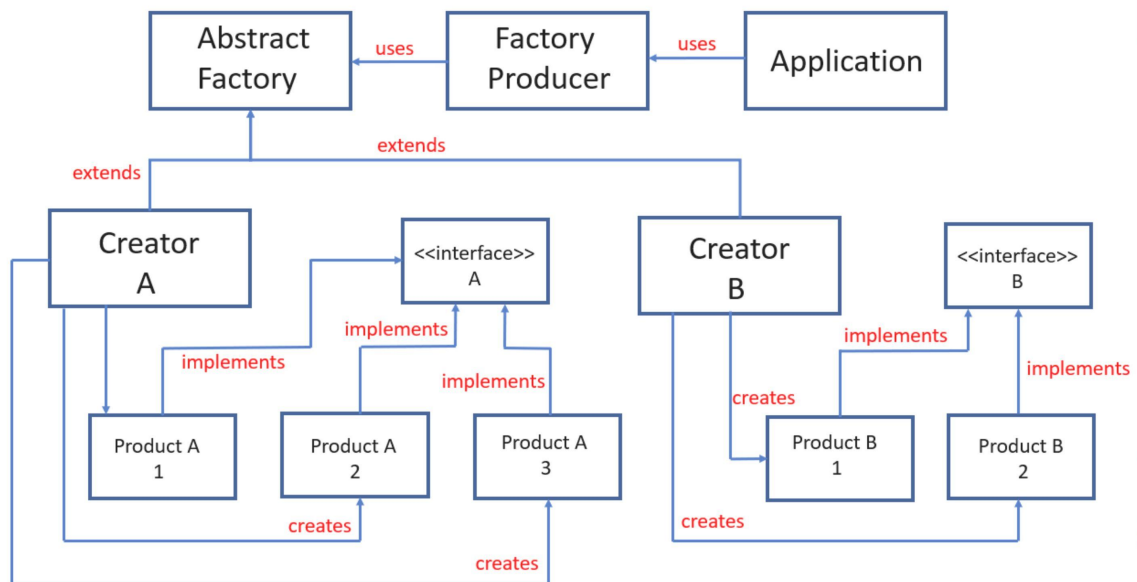 Abstract
Factory
uses
Factory
Producer
uses
Application
extends
extends
Creator
A
<<interface>>
A
Creator
B
<<interface>>
B
implements
implements
implements
implements
implements
creates
Product A
1
Product A
2
Product A
3
Product B
1
Product B
2
creates
creates
creates